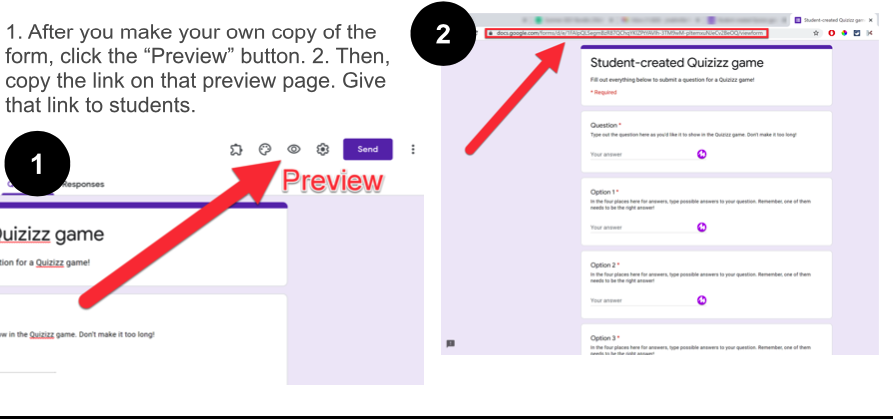 1. After you make your own copy of the
form, click the “Preview” button. 2. Then,
copy the link on that preview page. Give
that link to students.
1
Send
Responses
Preview
uizizz game
tion for a Quizizz game!
w in the Quizizz game. Don't make it too long!
2
Student-created Quizizz gam
docs.google.com/forms/d/e/
Student-created Quizizz game
Fill out everything below to submit a question for a Quizizz game!
* Required
Question *
Type out the question here as you'd like it to show in the Quizizz game. Don't make it too long!
Your answer
Option 1 *
In the four places here for answers, type possible answers to your question. Remember, one of them
needs to be the right answer!
Your answer
Option 2 *
In the four places here for answers, type possible answers to your question. Remember, one of them
needs to be the right answer!
Your answer
Option 3 *
In the four places here for answers, type possible answers to your question. Remember, one of them
needs to be the right answer!